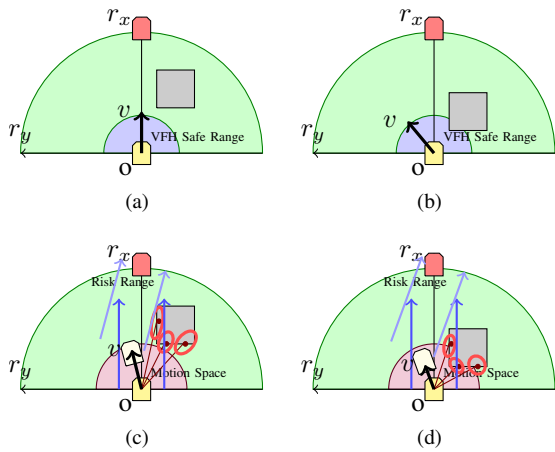 r_x r_x
v v
VFH Safe Range VFH Safe Range
r_y r_y
o o
(a) (b)
r_x r_x
Risk Range Risk Range
v v
Motion Space Motion Space
r_y r_y
o o
(c) (d)